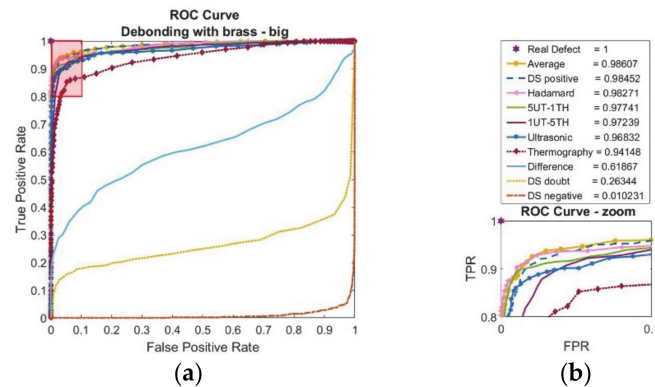 ROC Curve
Debonding with brass - big
True Positive Rate
1
0.9
0.8
0.7
0.6
0.5
0.4
0.3
0.2
0.1
0
0 0.1 0.2 0.3 0.4 0.5 0.6 0.7 0.8 0.9 1
False Positive Rate
(a)
Real Defect = 1
Average = 0.98607
DS positive = 0.98452
Hadamard = 0.98271
5UT-1TH = 0.97741
1UT-5TH = 0.97239
Ultrasonic = 0.96832
Thermography = 0.94148
Difference = 0.61867
DS doubt = 0.26344
DS negative = 0.010231
ROC Curve - zoom
TPR
1
0.9
0.8
0 0.1
FPR
(b)